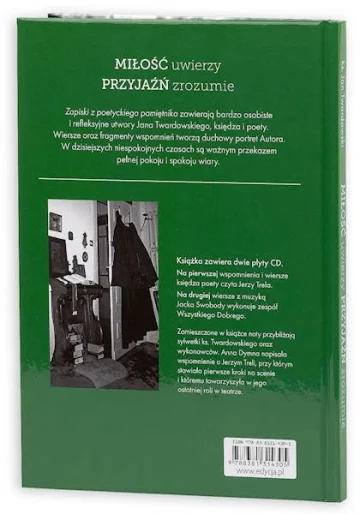 MIŁOŚĆ uwierzy
PRZYJAŹŃ zrozumie
Zapiski z poetyckiego pamiętnika zawierają bardzo osobiste
i refleksyjne utwory Jana Twardowskiego, księdza i poety.
Wiersze oraz fragmenty wspomnień tworzą duchowy portret Autora.
W dzisiejszych niespokojnych czasach są ważnym przekazem
pełnej pokoju i spokoju wiary.
Książka zawiera dwie płyty CD.
Na pierwszej wspomnienia i wiersze
księdza poety czyta Jerzy Trela.
Na drugiej wiersze z muzyką
Jacka Swobody wykonuje zespół
Wszystkiego Dobrego.
Zamieszczone w książce noty przybliżają
sylwetki ks. Twardowskiego oraz
wykonawców. Anna Dymna napisała
wspomnienie o Jerzym Treli, przy którym
stawiała pierwsze kroki na scenie
i któremu towarzyszyła w jego
ostatniej roli w teatrze.
9 788381 314305
www.edycja.pl
ks. Jan Twardowski
MIŁOŚĆ uwierzy PRZYJAŹŃ zrozumie